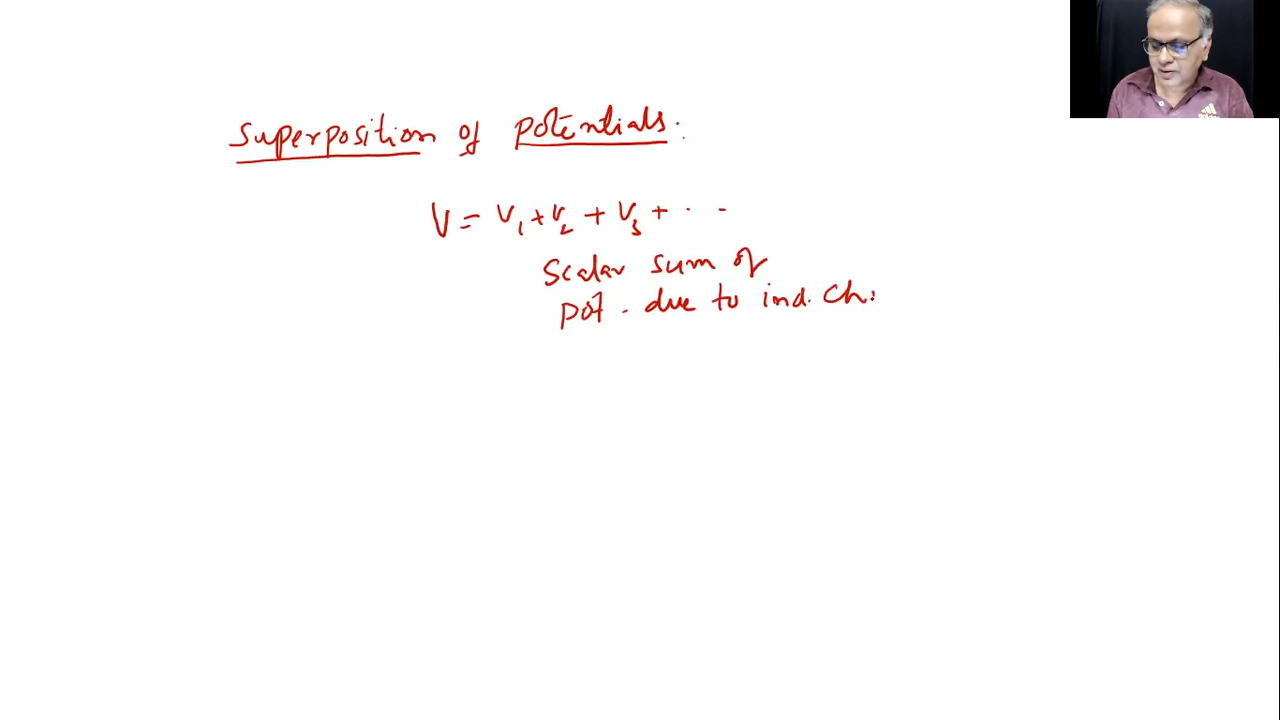 Superposition of potentials.
V = V₁ + V₂ + V₃ + . . -
Scalar sum of
pot. due to ind. ch.